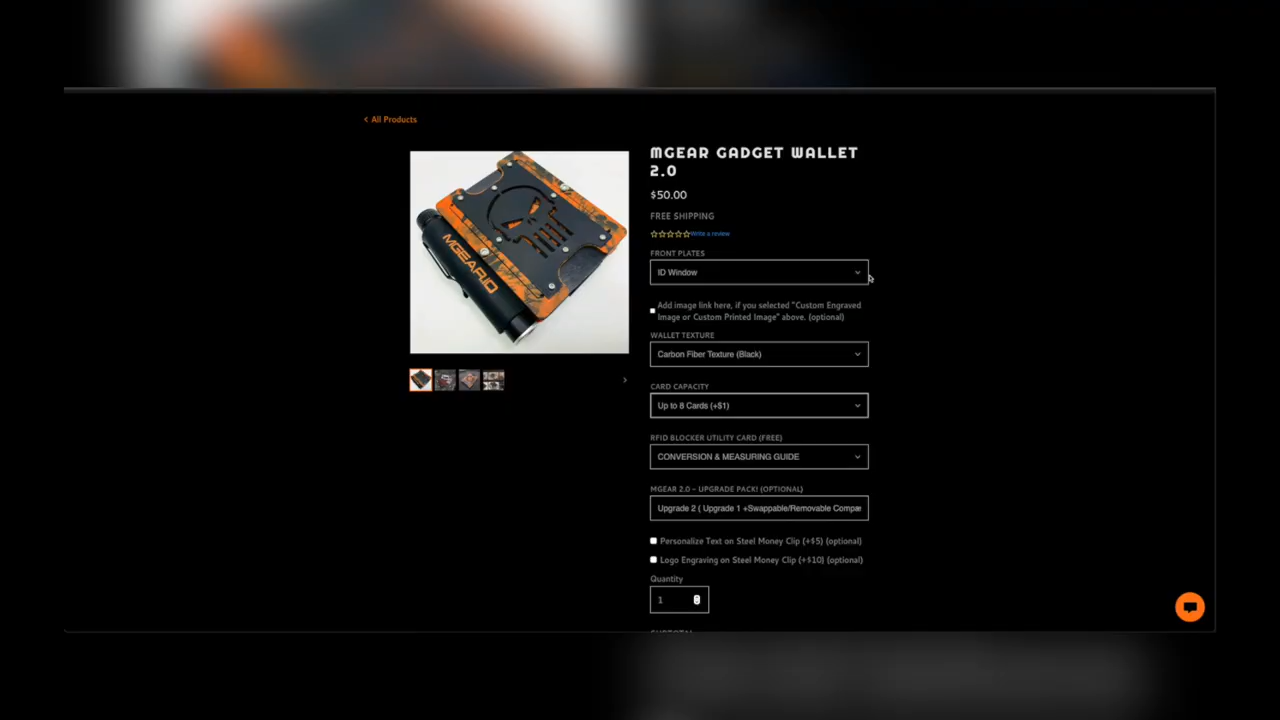 < All Products
MGEAR GADGET WALLET
2.0
$50.00
FREE SHIPPING
Write a review
FRONT PLATES
ID Window
Add image link here, if you selected "Custom Engraved
Image or Custom Printed Image" above. (optional)
WALLET TEXTURE
Carbon Fiber Texture (Black)
CARD CAPACITY
Up to 8 Cards (+$1)
RFID BLOCKER UTILITY CARD (FREE)
CONVERSION & MEASURING GUIDE
MGEAR 2.0 - UPGRADE PACK! (OPTIONAL)
Upgrade 2 ( Upgrade 1 +Swappable/Removable
Personalize Text on Steel Money Clip (+$5) (optional)
Logo Engraving on Steel Money Clip (+$10) (optional)
Quantity
1
MGEARID